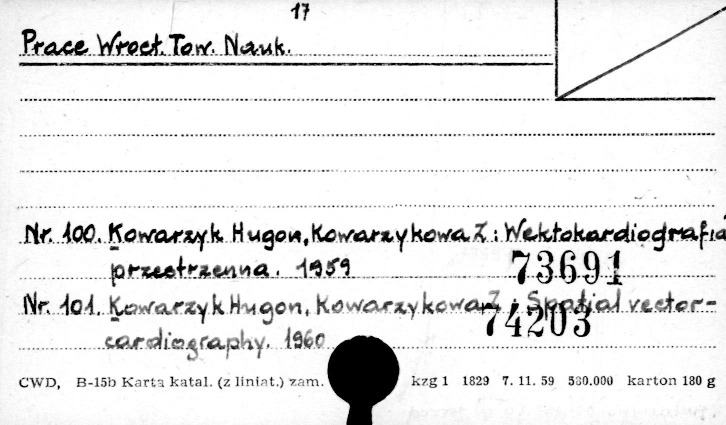 17
Prace Wrocł. Tow. Nauk.
Nr. 100. Kowarzyk Hugon, Kowarzykowa Z : Wektokardiografia
przestrzenna. 1959
73691
Nr. 101. Kowarzyk Hugon, Kowarzykowa Z : Spatial vector-
74203
cardiography. 1960
CWD, B-15b Karta katal. (z liniat.) zam. kzg 1 1829 7. 11. 59 580.000 karton 180 g